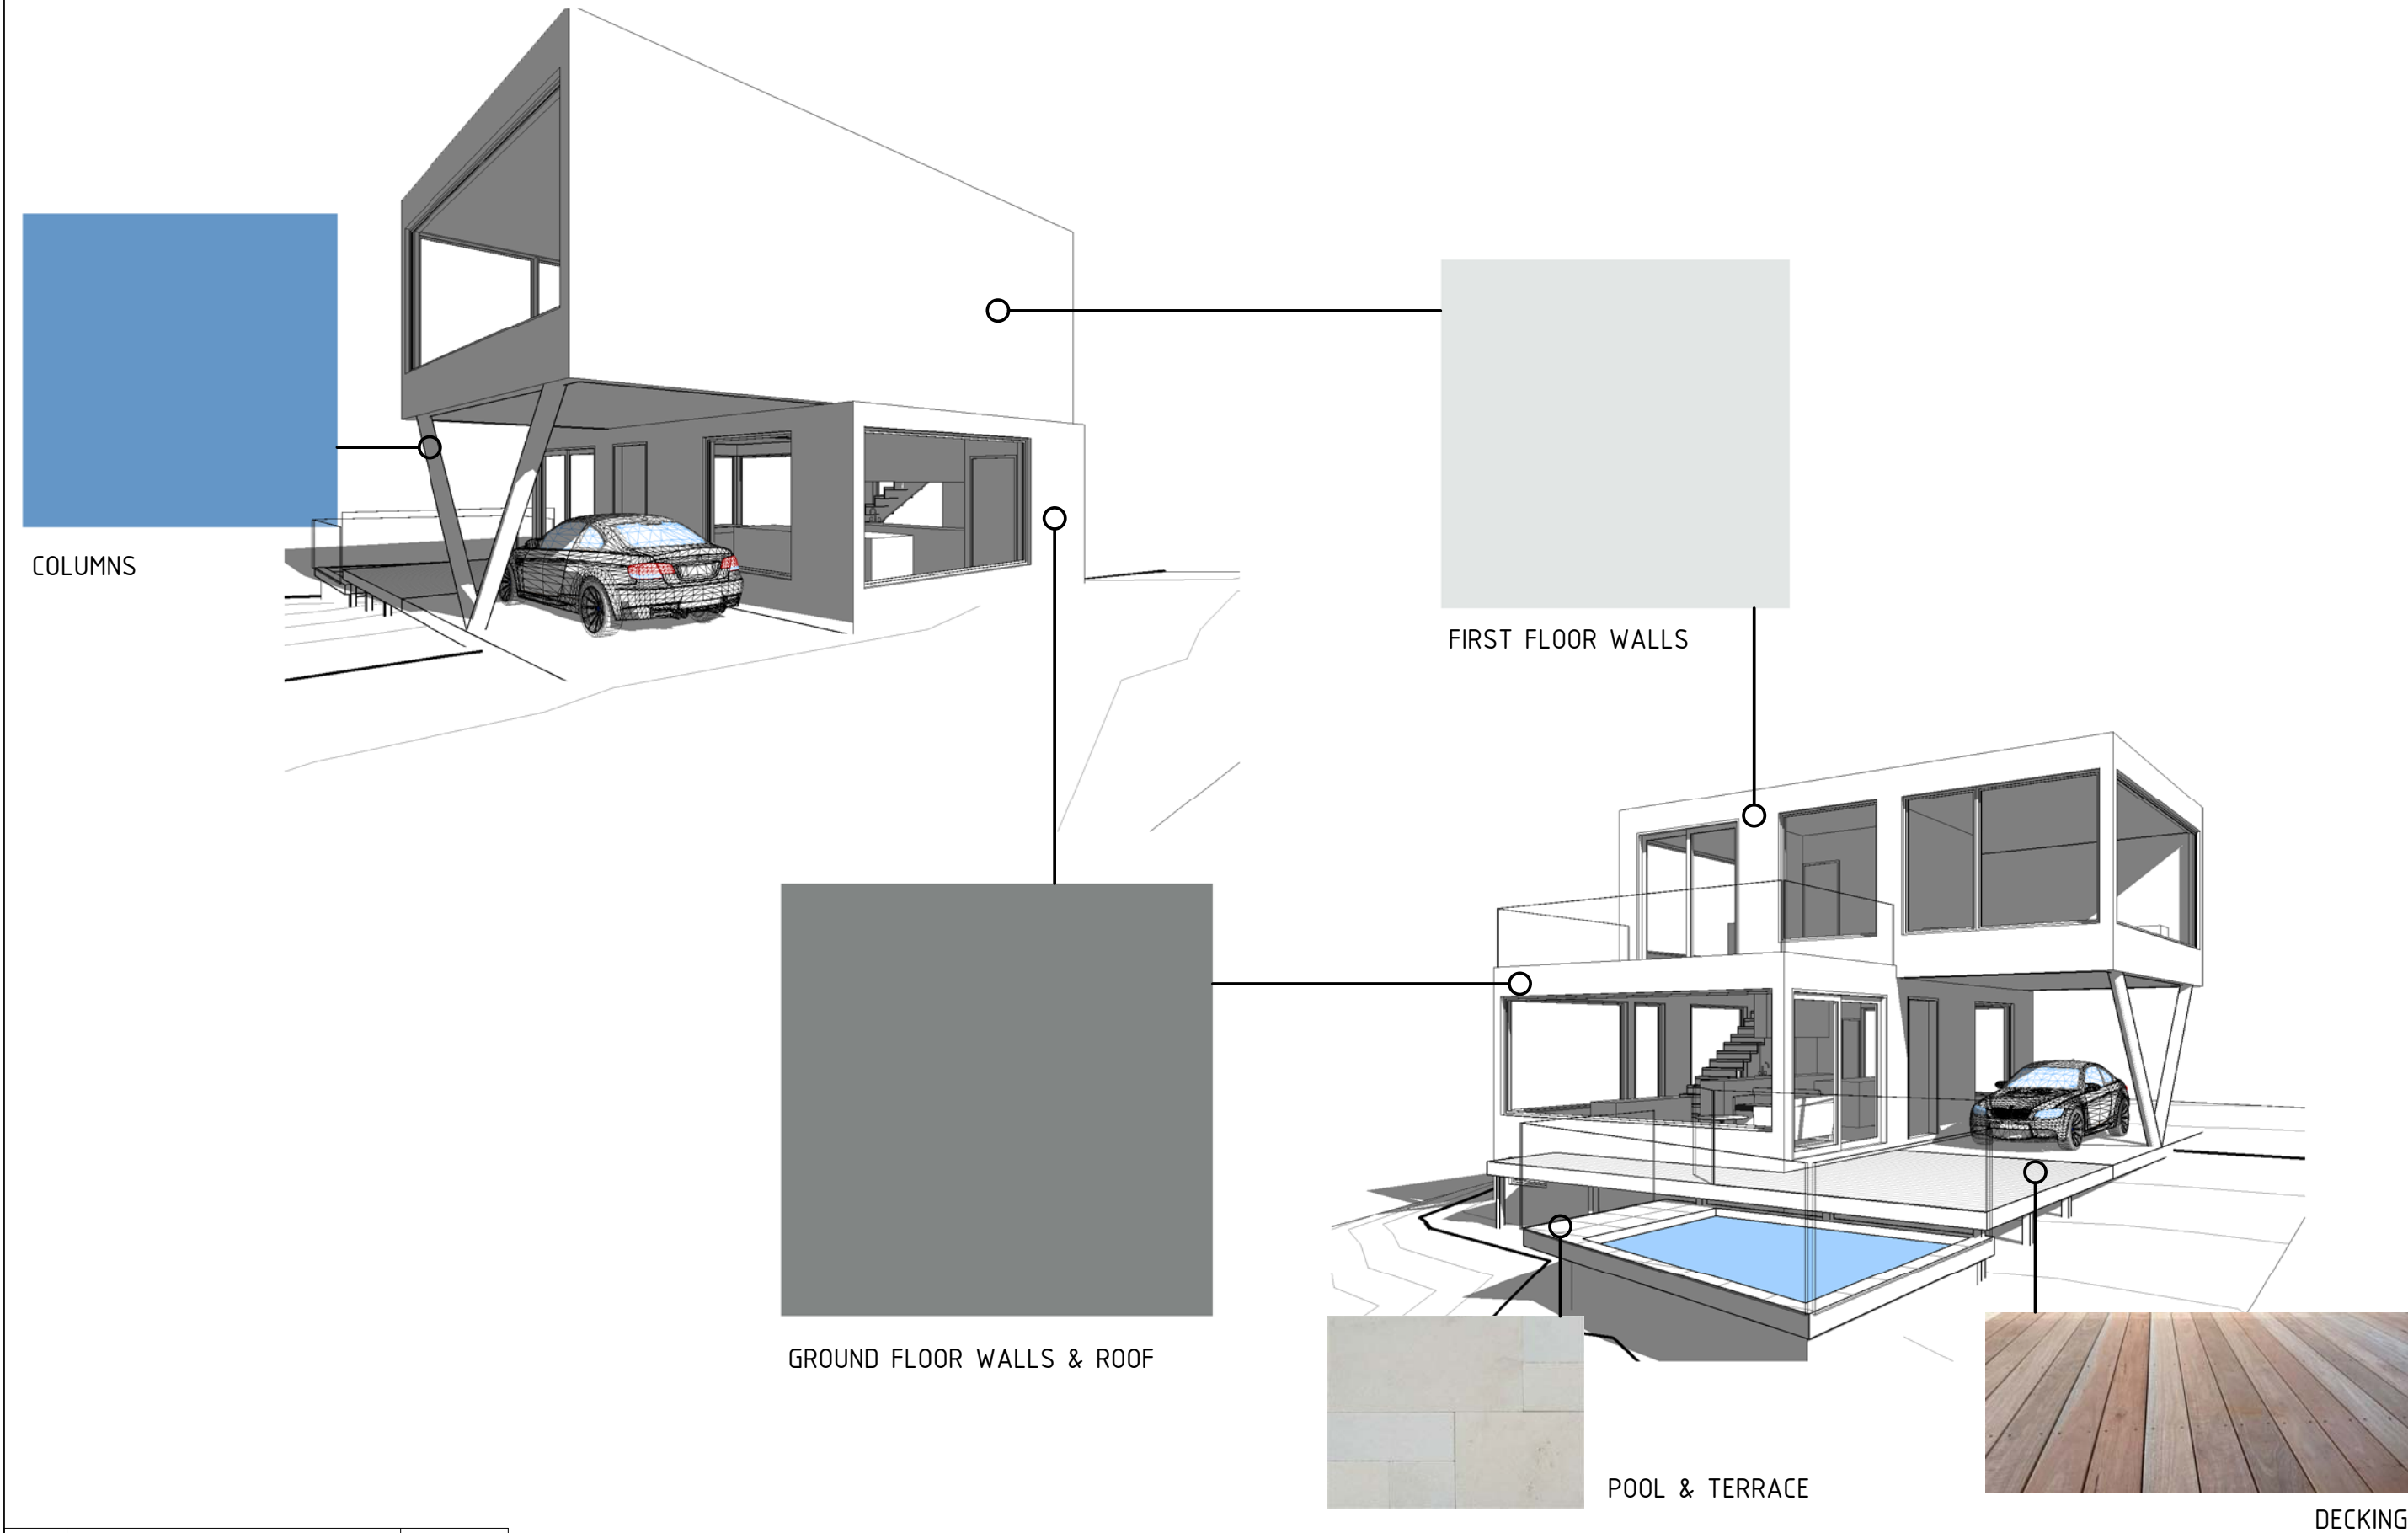 COLUMNS
FIRST FLOOR WALLS
GROUND FLOOR WALLS & ROOF
POOL & TERRACE
DECKING